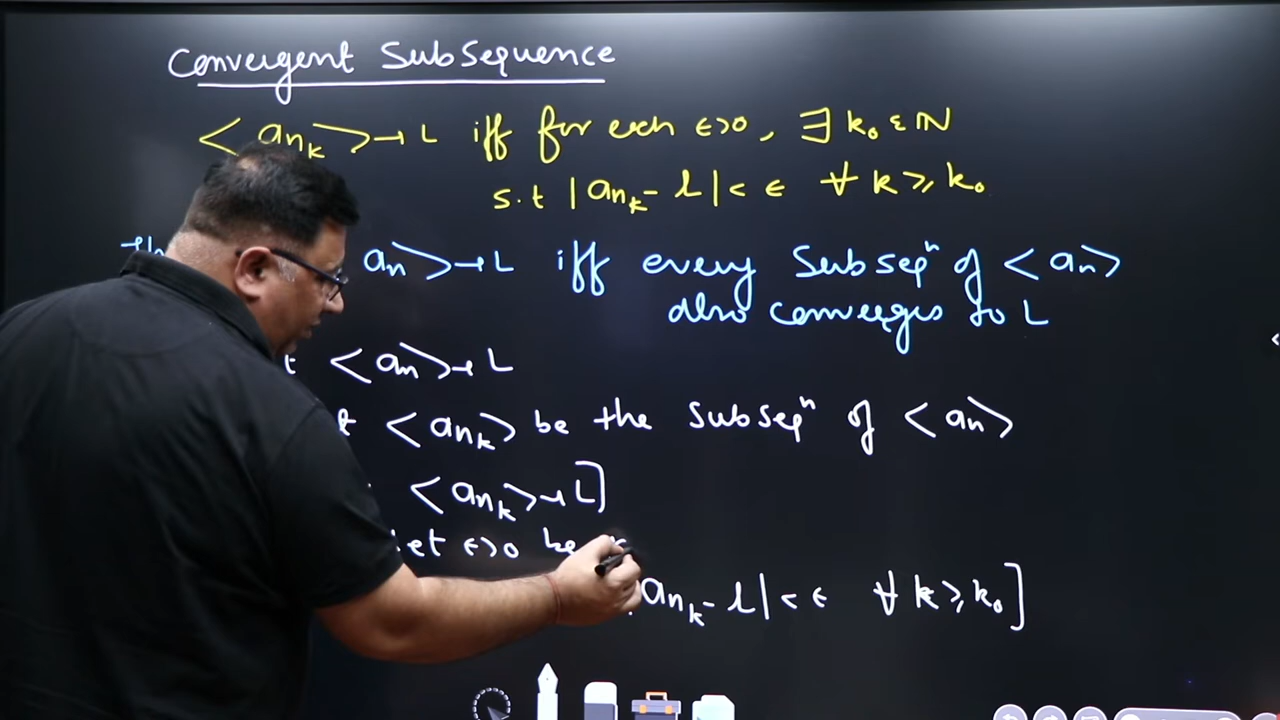 Convergent Subsequence
< a_{n_k} > → L iff for each ε>0, ∃ k₀ ε ℕ
s.t |a_{n_k} - l| < ε ∀ k ⩾ k₀
a_n > → L iff every Subseqⁿ of < a_n >
also converges to L
< a_n > → L
< a_{n_k} > be the Subseqⁿ of < a_n >
< a_{n_k} > → L]
Let ε>0 be
a_{n_k} - l| < ε ∀ k ⩾ k₀]